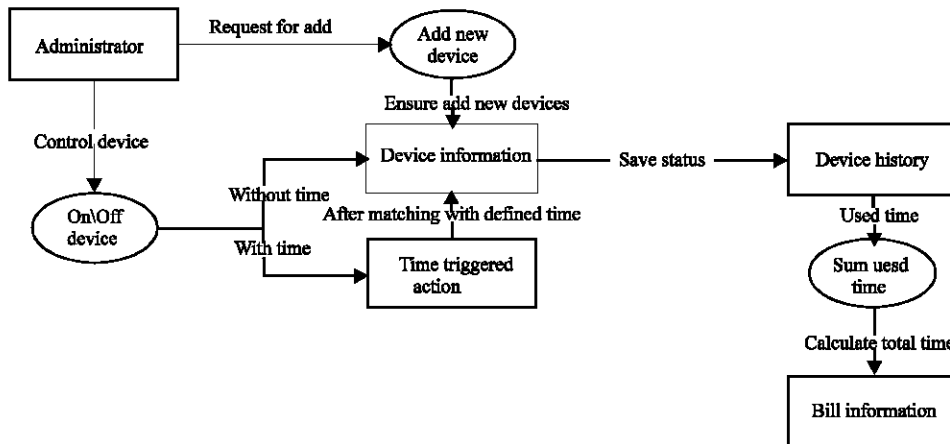 Request for add
Administrator
Add new
device
Ensure add new devices
Control device
Device information
Save status
Device history
Without time
After matching with defined time
On\Off
device
Used time
With time
Time triggered
action
Sum uesd
time
Calculate total time
Bill information